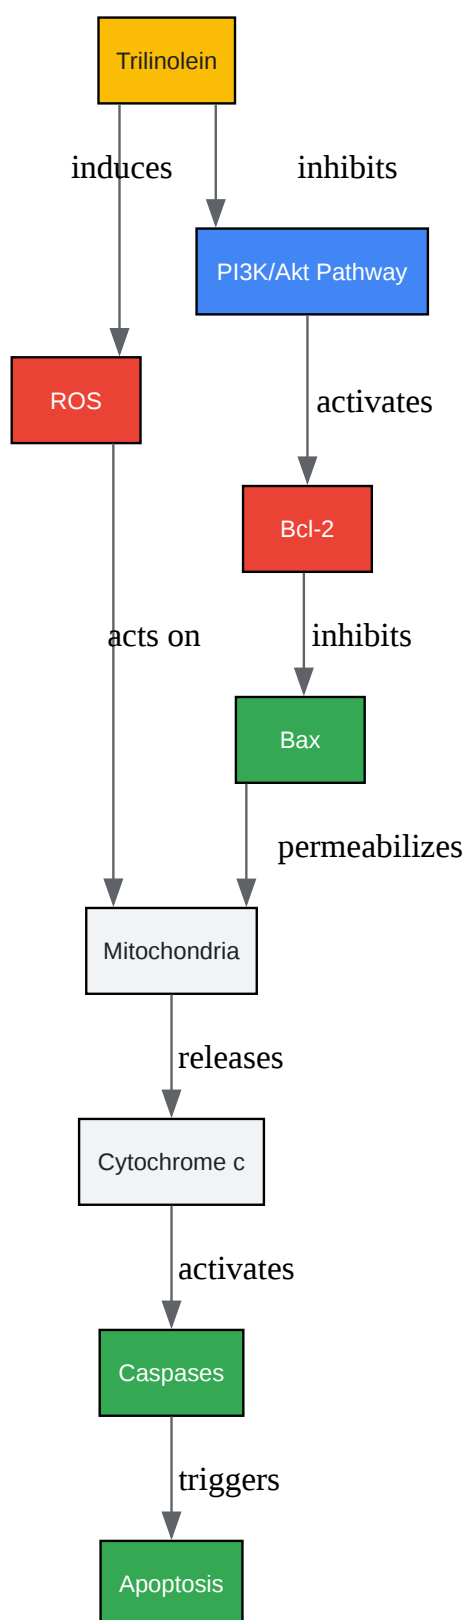 Trilinolein
induces
inhibits
PI3K/Akt Pathway
ROS
activates
Bcl-2
acts on
inhibits
Bax
permeabilizes
Mitochondria
releases
Cytochrome c
activates
Caspases
triggers
Apoptosis